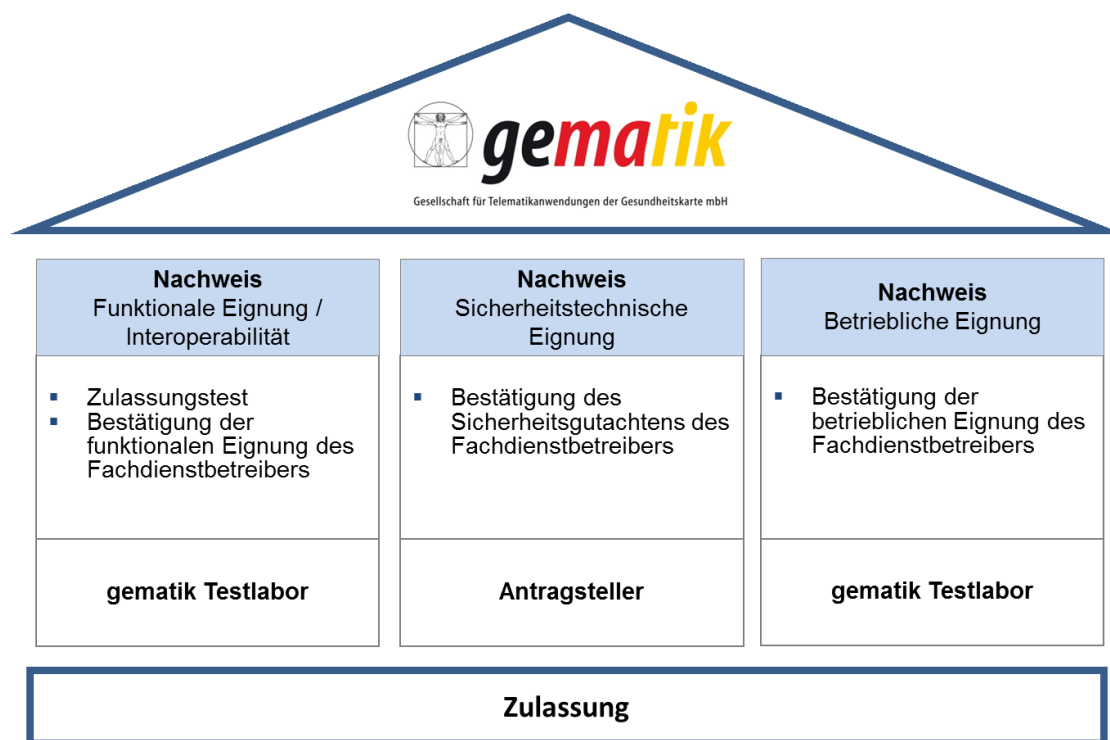 gematik
Gesellschaft für Telematikanwendungen der Gesundheitskarte mbH
Nachweis
Funktionale Eignung /
Interoperabilität
▪ Zulassungstest
▪ Bestätigung der
funktionalen Eignung des
Fachdienstbetreibers
gematik Testlabor
Nachweis
Sicherheitstechnische
Eignung
▪ Bestätigung des
Sicherheitsgutachtens des
Fachdienstbetreibers
Antragsteller
Nachweis
Betriebliche Eignung
▪ Bestätigung der
betrieblichen Eignung des
Fachdienstbetreibers
gematik Testlabor
Zulassung